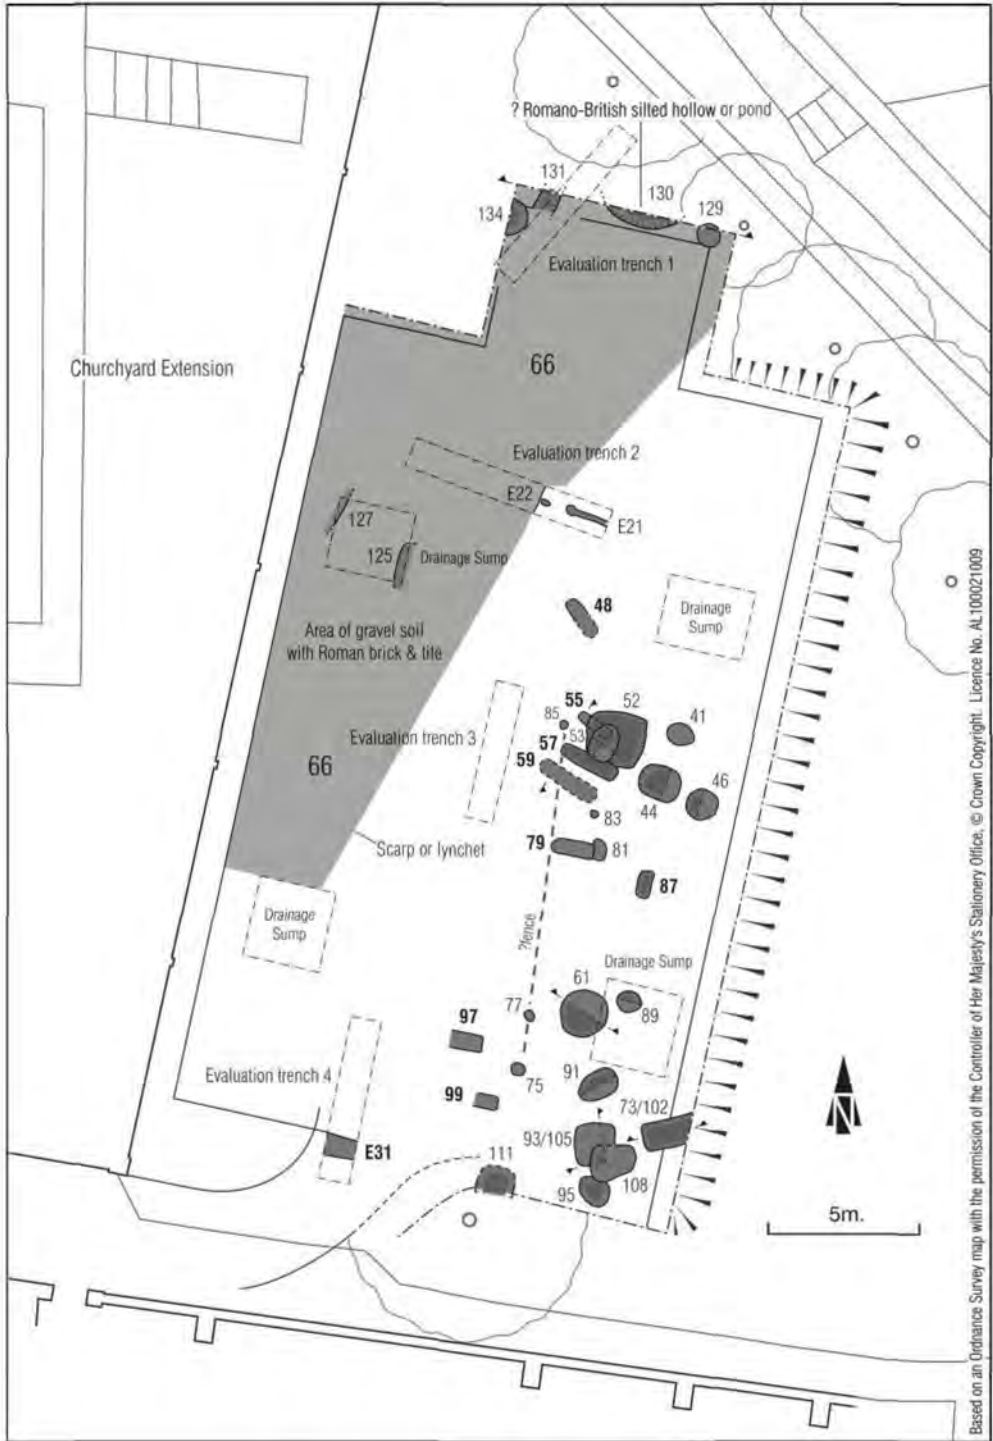 ? Romano-British silted hollow or pond
131
130
129
134
Evaluation trench 1
Churchyard Extension
66
Evaluation trench 2
E22
E21
127
125
Drainage Sump
48
Drainage
Sump
Area of gravel soil
with Roman brick & tile
55
52
41
85
53
57
Evaluation trench 3
59
46
66
44
83
Scarp or lynchet
79
81
87
Drainage
Sump
?fence
Drainage Sump
61
77
89
97
Evaluation trench 4
75
91
99
73/102
N
93/105
E31
111
108
95
5m.
Based on an Ordnance Survey map with the permission of the Controller of Her Majesty's Stationery Office, © Crown Copyright. Licence No. AL100021009